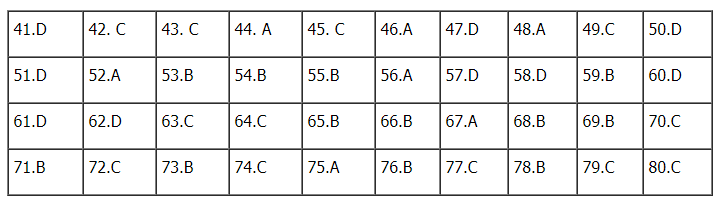 41.D 42. C 43. C 44. A 45. C 46.A 47.D 48.A 49.C 50.D
51.D 52.A 53.B 54.B 55.B 56.A 57.D 58.D 59.B 60.D
61.D 62.D 63.C 64.C 65.B 66.B 67.A 68.B 69.B 70.C
71.B 72.C 73.B 74.C 75.A 76.B 77.C 78.B 79.C 80.C